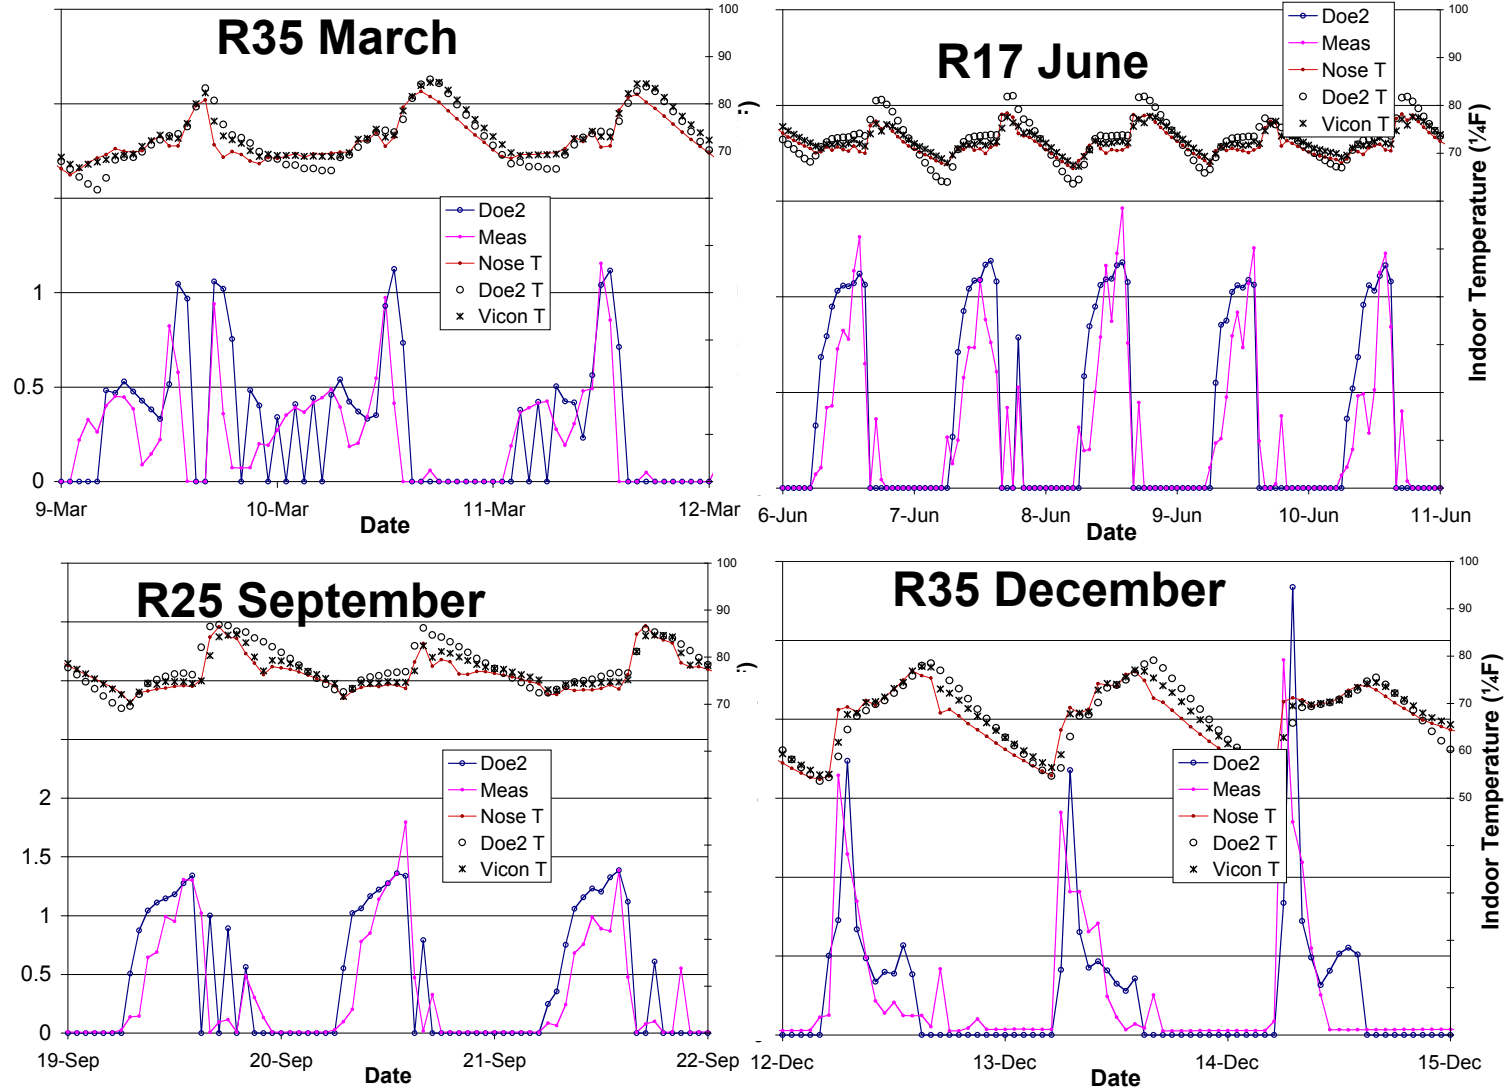 R35 March
100
90
80
70
:)
Doe2
Meas
Nose T
Doe2 T
Vicon T
1
0.5
0
9-Mar
10-Mar
11-Mar
12-Mar
Date
R17 June
100
90
80
70
Indoor Temperature (¼F)
Doe2
Meas
Nose T
Doe2 T
Vicon T
6-Jun
7-Jun
8-Jun
9-Jun
10-Jun
11-Jun
Date
R25 September
100
90
80
70
:)
Doe2
Meas
Nose T
Doe2 T
Vicon T
2
1.5
1
0.5
0
19-Sep
20-Sep
21-Sep
22-Sep
Date
R35 December
100
90
80
70
60
50
Indoor Temperature (¼F)
Doe2
Meas
Nose T
Doe2 T
Vicon T
12-Dec
13-Dec
14-Dec
15-Dec
Date